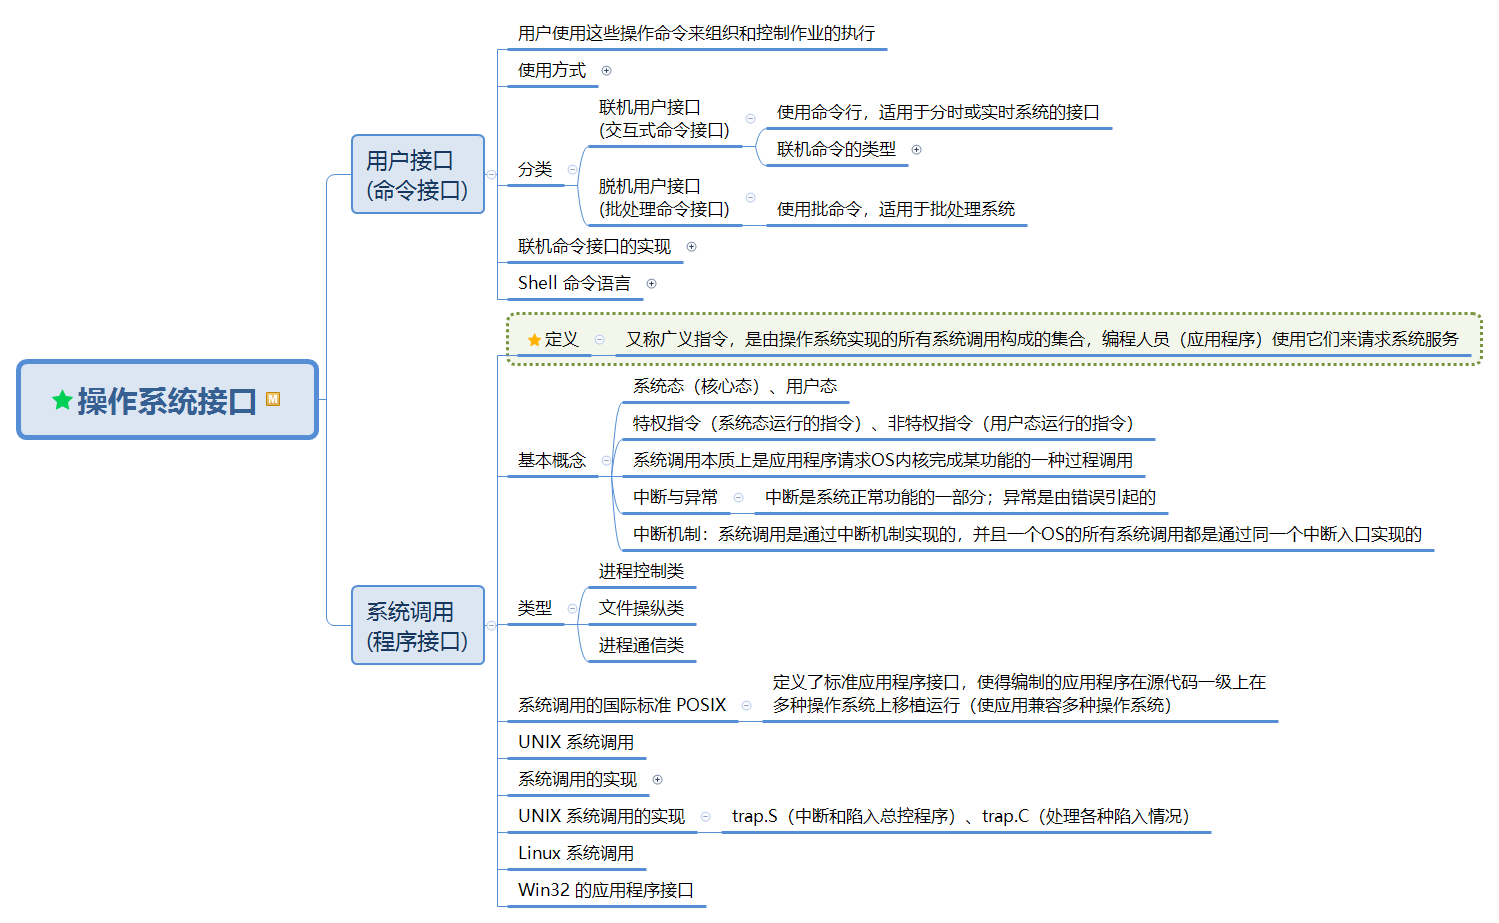 操作系统接口
用户接口
(命令接口)
用户使用这些操作命令来组织和控制作业的执行
使用方式
分类
联机用户接口
(交互式命令接口)
使用命令行，适用于分时或实时系统的接口
联机命令的类型
脱机用户接口
(批处理命令接口)
使用批命令，适用于批处理系统
联机命令接口的实现
Shell 命令语言
系统调用
(程序接口)
定义
又称广义指令，是由操作系统实现的所有系统调用构成的集合，编程人员（应用程序）使用它们来请求系统服务
基本概念
系统态（核心态）、用户态
特权指令（系统态运行的指令）、非特权指令（用户态运行的指令）
系统调用本质上是应用程序请求OS内核完成某功能的一种过程调用
中断与异常
中断是系统正常功能的一部分；异常是由错误引起的
中断机制：系统调用是通过中断机制实现的，并且一个OS的所有系统调用都是通过同一个中断入口实现的
类型
进程控制类
文件操纵类
进程通信类
系统调用的国际标准 POSIX
定义了标准应用程序接口，使得编制的应用程序在源代码一级上在
多种操作系统上移植运行（使应用兼容多种操作系统）
UNIX 系统调用
系统调用的实现
UNIX 系统调用的实现
trap.S（中断和陷入总控程序）、trap.C（处理各种陷入情况）
Linux 系统调用
Win32 的应用程序接口